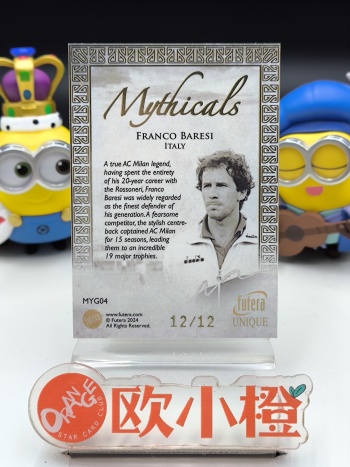 Mythicals
FRANCO BARESI
ITALY
A true AC Milan legend,
having spent the entirety
of his 20-year career with
the Rossoneri, Franco
Baresi was widely regarded
as the finest defender of
his generation. A fearsome
competitor, the stylish centre-
back captained AC Milan
for 15 seasons, leading
them to an incredible
19 major trophies.
MYG04
www.futera.com
© Futera 2024
All Rights Reserved.
12/12
futera
UNIQUE
ORANGE
STAR CARD CLUB
欧小橙